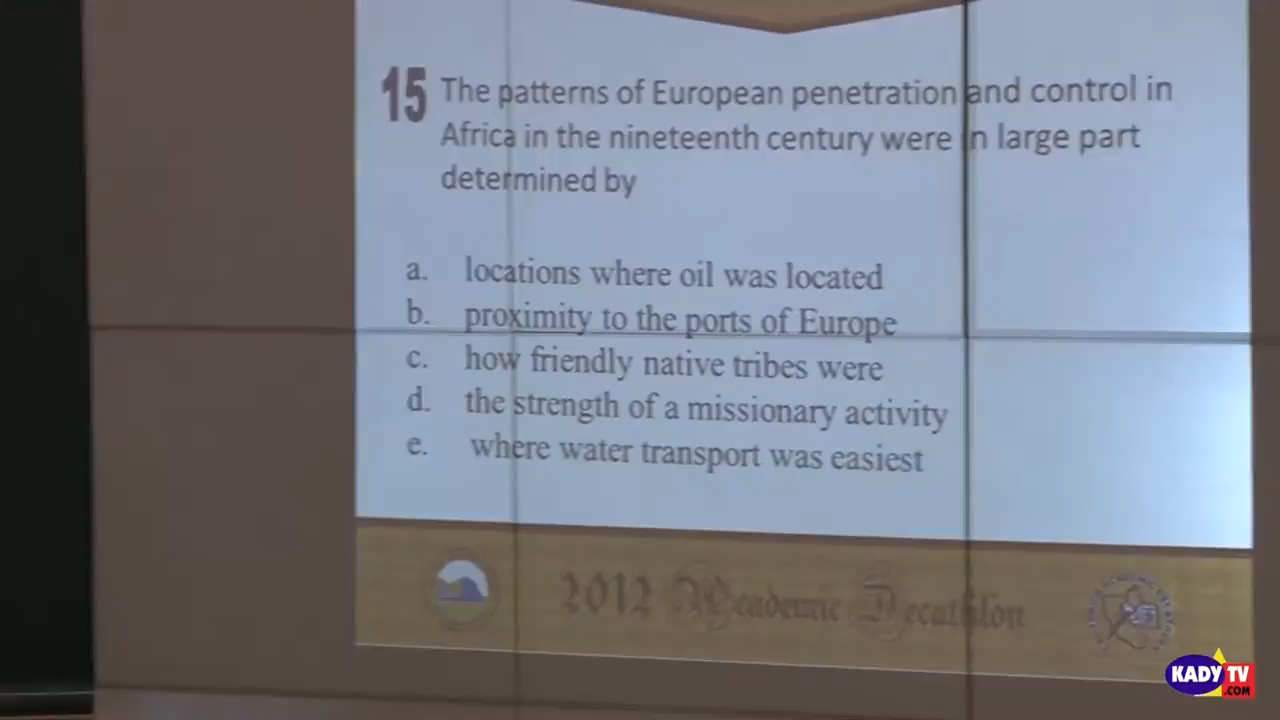 15 The patterns of European penetration and control in
Africa in the nineteenth century were in large part
determined by
a. locations where oil was located
b. proximity to the ports of Europe
c. how friendly native tribes were
d. the strength of a missionary activity
e. where water transport was easiest
2012 Academic Decathlon
KADY TV
.COM